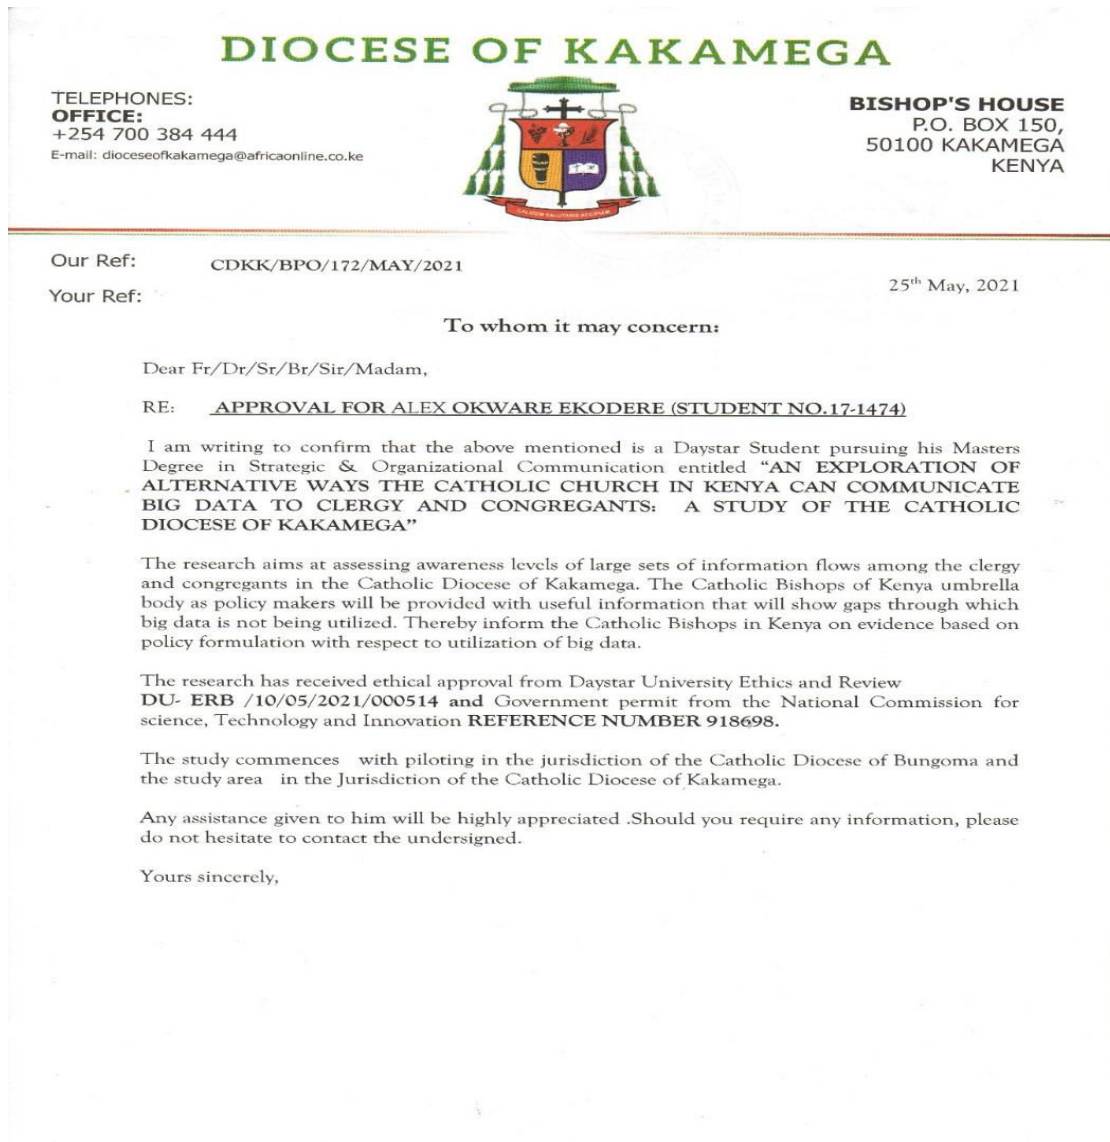 DIOCESE OF KAKAMEGA
TELEPHONES:
OFFICE:
+254 700 384 444
E-mail: dioceseofkakamega@africaonline.co.ke
BISHOP'S HOUSE
P.O. BOX 150,
50100 KAKAMEGA
KENYA
Our Ref: CDKK/BPO/172/MAY/2021
Your Ref:
25th May, 2021
To whom it may concern:
Dear Fr/Dr/Sr/Br/Sir/Madam,
RE: APPROVAL FOR ALEX OKWARE EKODERE (STUDENT NO.17-1474)
I am writing to confirm that the above mentioned is a Daystar Student pursuing his Masters
Degree in Strategic & Organizational Communication entitled “AN EXPLORATION OF
ALTERNATIVE WAYS THE CATHOLIC CHURCH IN KENYA CAN COMMUNICATE
BIG DATA TO CLERGY AND CONGREGANTS: A STUDY OF THE CATHOLIC
DIOCESE OF KAKAMEGA”
The research aims at assessing awareness levels of large sets of information flows among the clergy
and congregants in the Catholic Diocese of Kakamega. The Catholic Bishops of Kenya umbrella
body as policy makers will be provided with useful information that will show gaps through which
big data is not being utilized. Thereby inform the Catholic Bishops in Kenya on evidence based on
policy formulation with respect to utilization of big data.
The research has received ethical approval from Daystar University Ethics and Review
DU- ERB /10/05/2021/000514 and Government permit from the National Commission for
science, Technology and Innovation REFERENCE NUMBER 918698.
The study commences with piloting in the jurisdiction of the Catholic Diocese of Bungoma and
the study area in the Jurisdiction of the Catholic Diocese of Kakamega.
Any assistance given to him will be highly appreciated .Should you require any information, please
do not hesitate to contact the undersigned.
Yours sincerely,